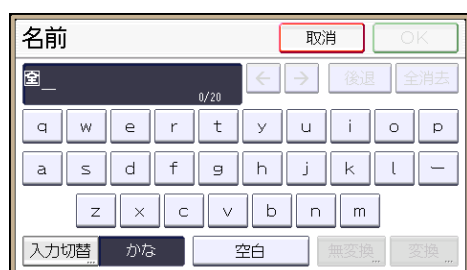 名前 取消 OK
全_
0/20 ← → 後退 全消去
q w e r t y u i o p
a s d f g h j k l ー
z x c v b n m
入力切替 かな 空白 無変換 変換